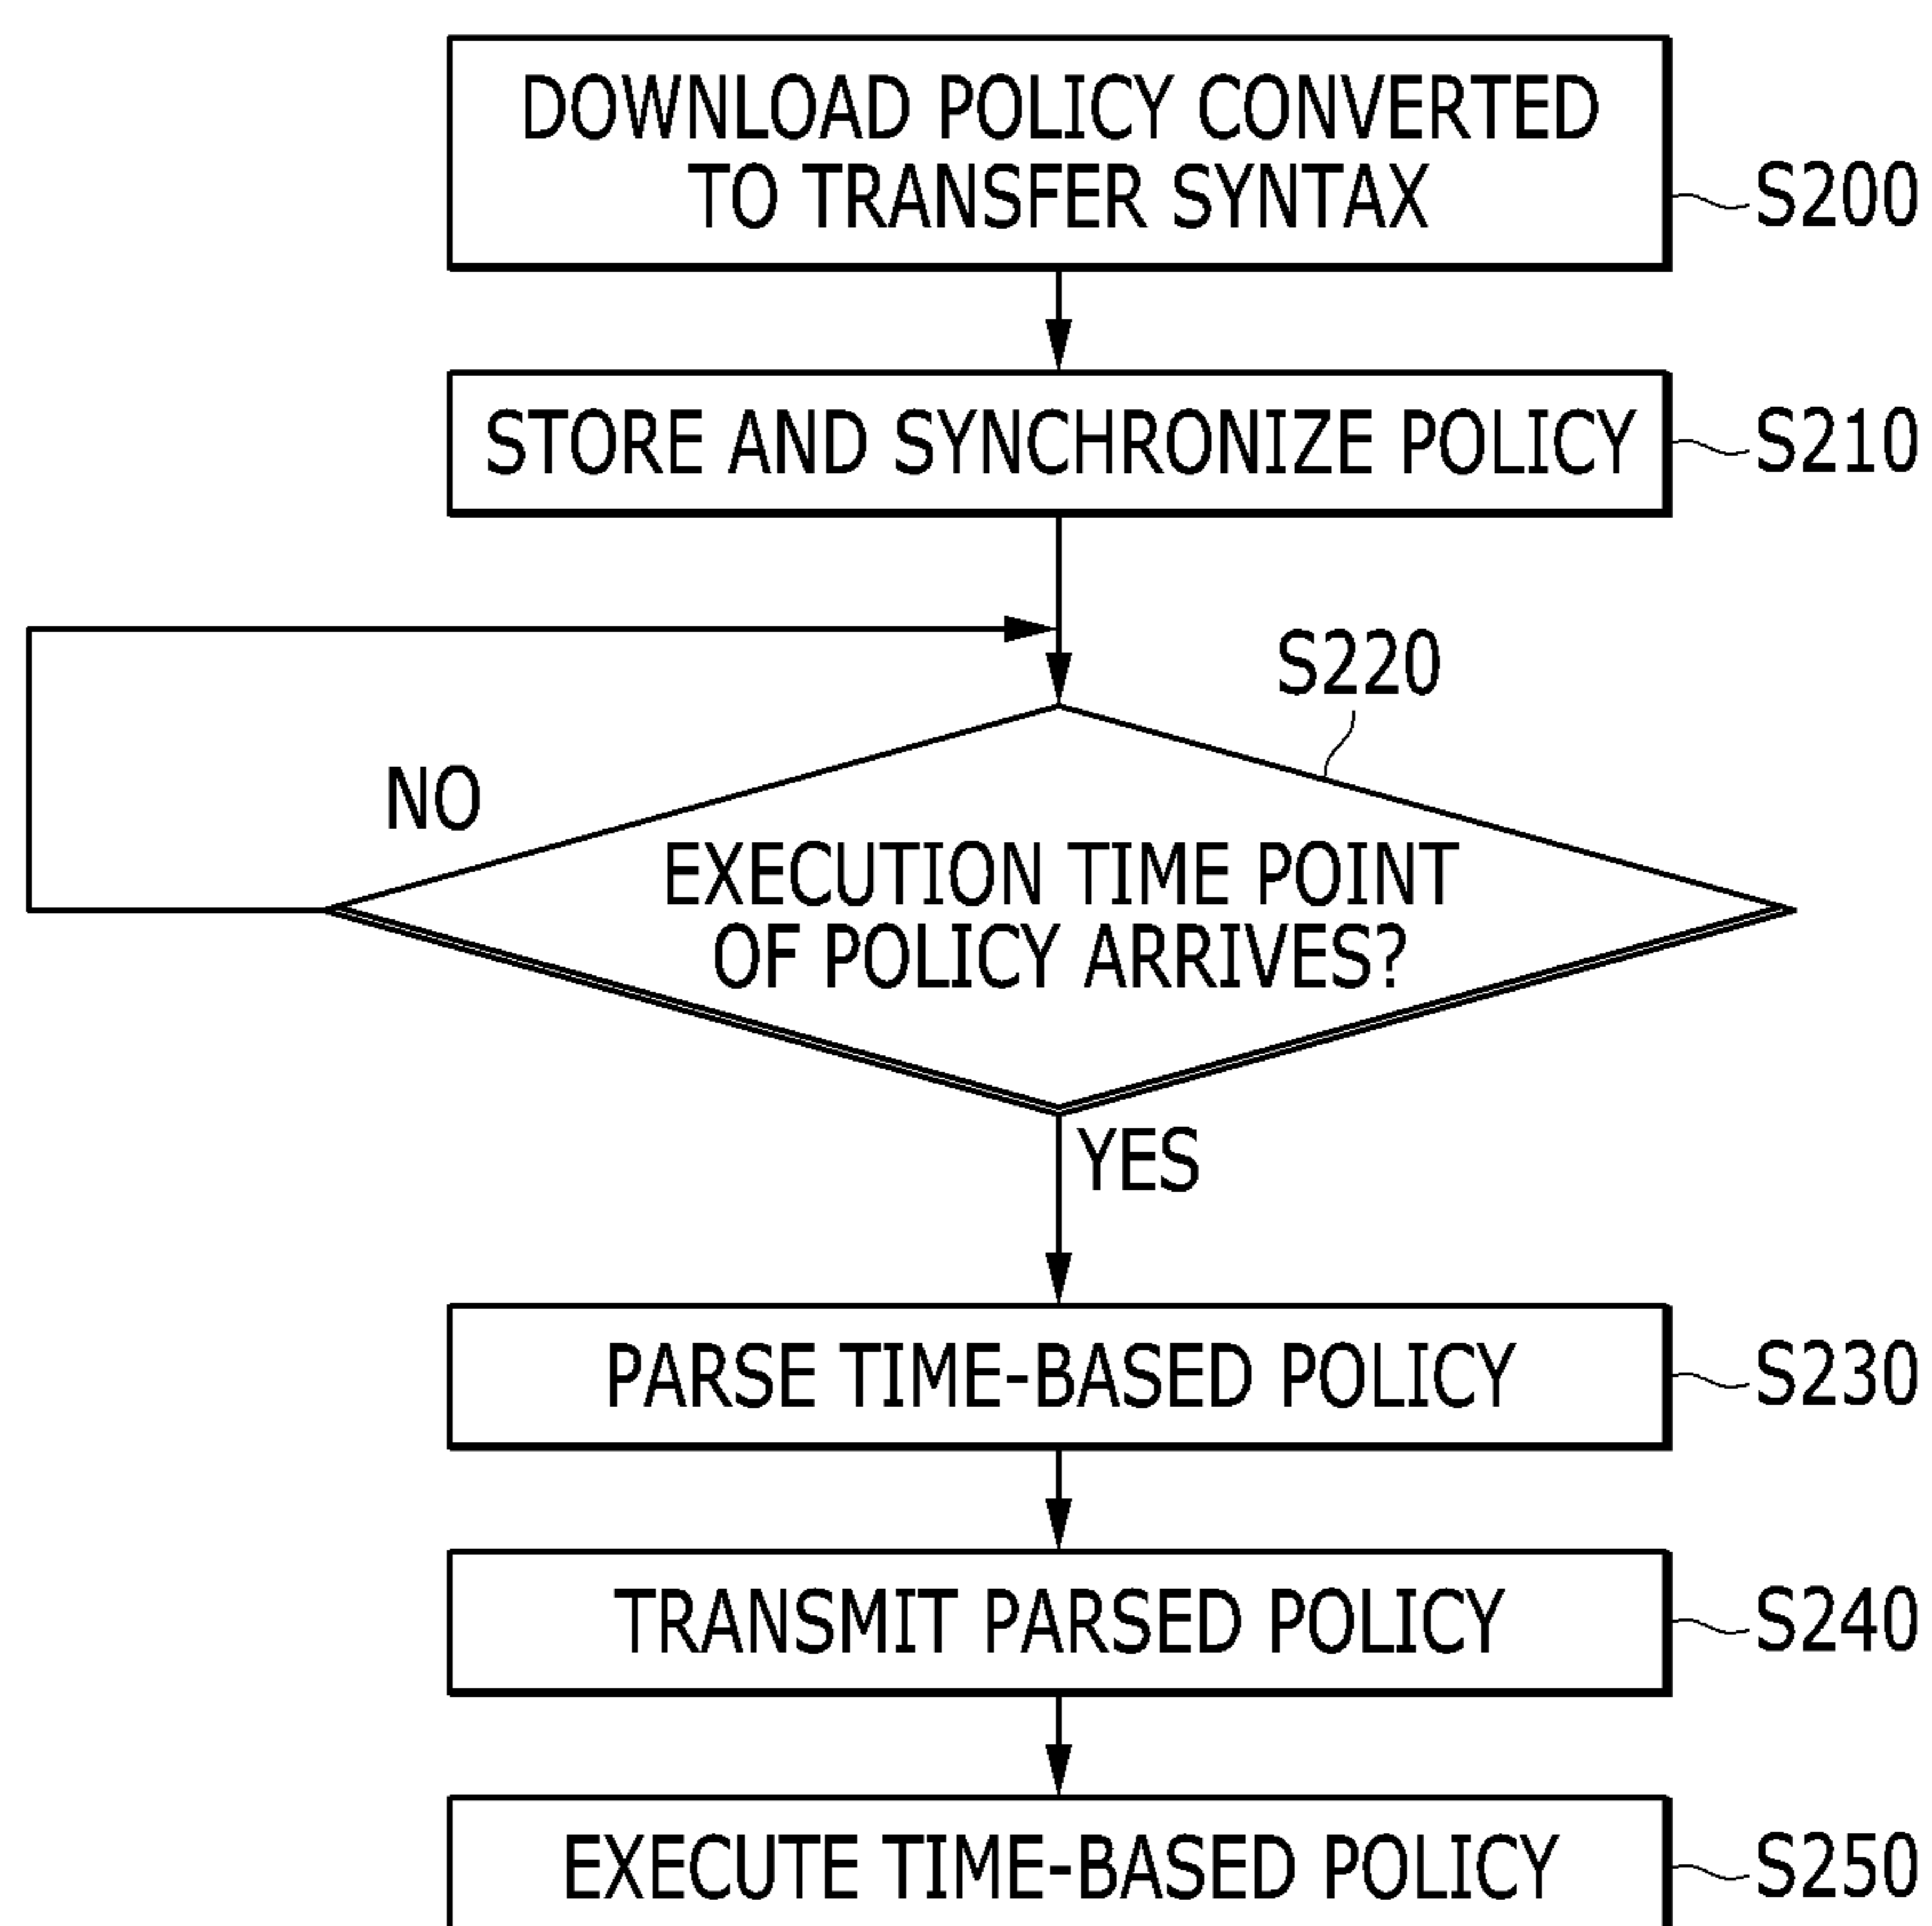 DOWNLOAD POLICY CONVERTED
TO TRANSFER SYNTAX
S200
STORE AND SYNCHRONIZE POLICY
S210
S220
NO
EXECUTION TIME POINT
OF POLICY ARRIVES?
YES
PARSE TIME-BASED POLICY
S230
TRANSMIT PARSED POLICY
S240
EXECUTE TIME-BASED POLICY
S250